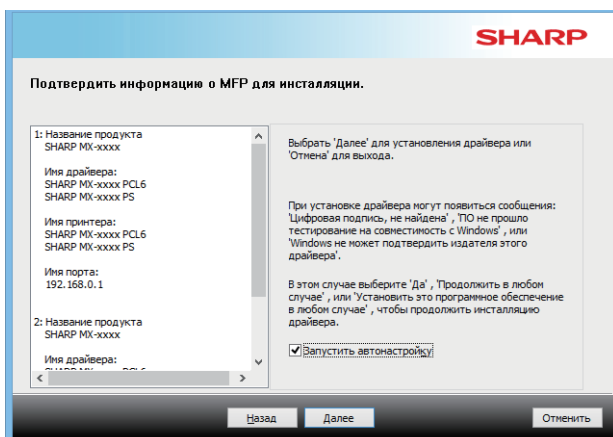 SHARP
Подтвердить информацию о MFP для инсталляции.
1: Название продукта
SHARP MX-xxxx
Имя драйвера:
SHARP MX-xxxx PCL6
SHARP MX-xxxx PS
Имя принтера:
SHARP MX-xxxx PCL6
SHARP MX-xxxx PS
Имя порта:
192.168.0.1
2: Название продукта
SHARP MX-xxxx
Имя драйвера:
Выбрать 'Далее' для установления драйвера или
'Отмена' для выхода.
При установке драйвера могут появиться сообщения:
'Цифровая подпись, не найдена' , 'ПО не прошло
тестирование на совместимость с Windows' , или
'Windows не может подтвердить издателя этого
драйвера'.
В этом случае выберите 'Да' , 'Продолжить в любом
случае' , или 'Установить это программное обеспечение
в любом случае' , чтобы продолжить инсталляцию
драйвера.
Запустить автонастройку
Назад
Далее
Отменить